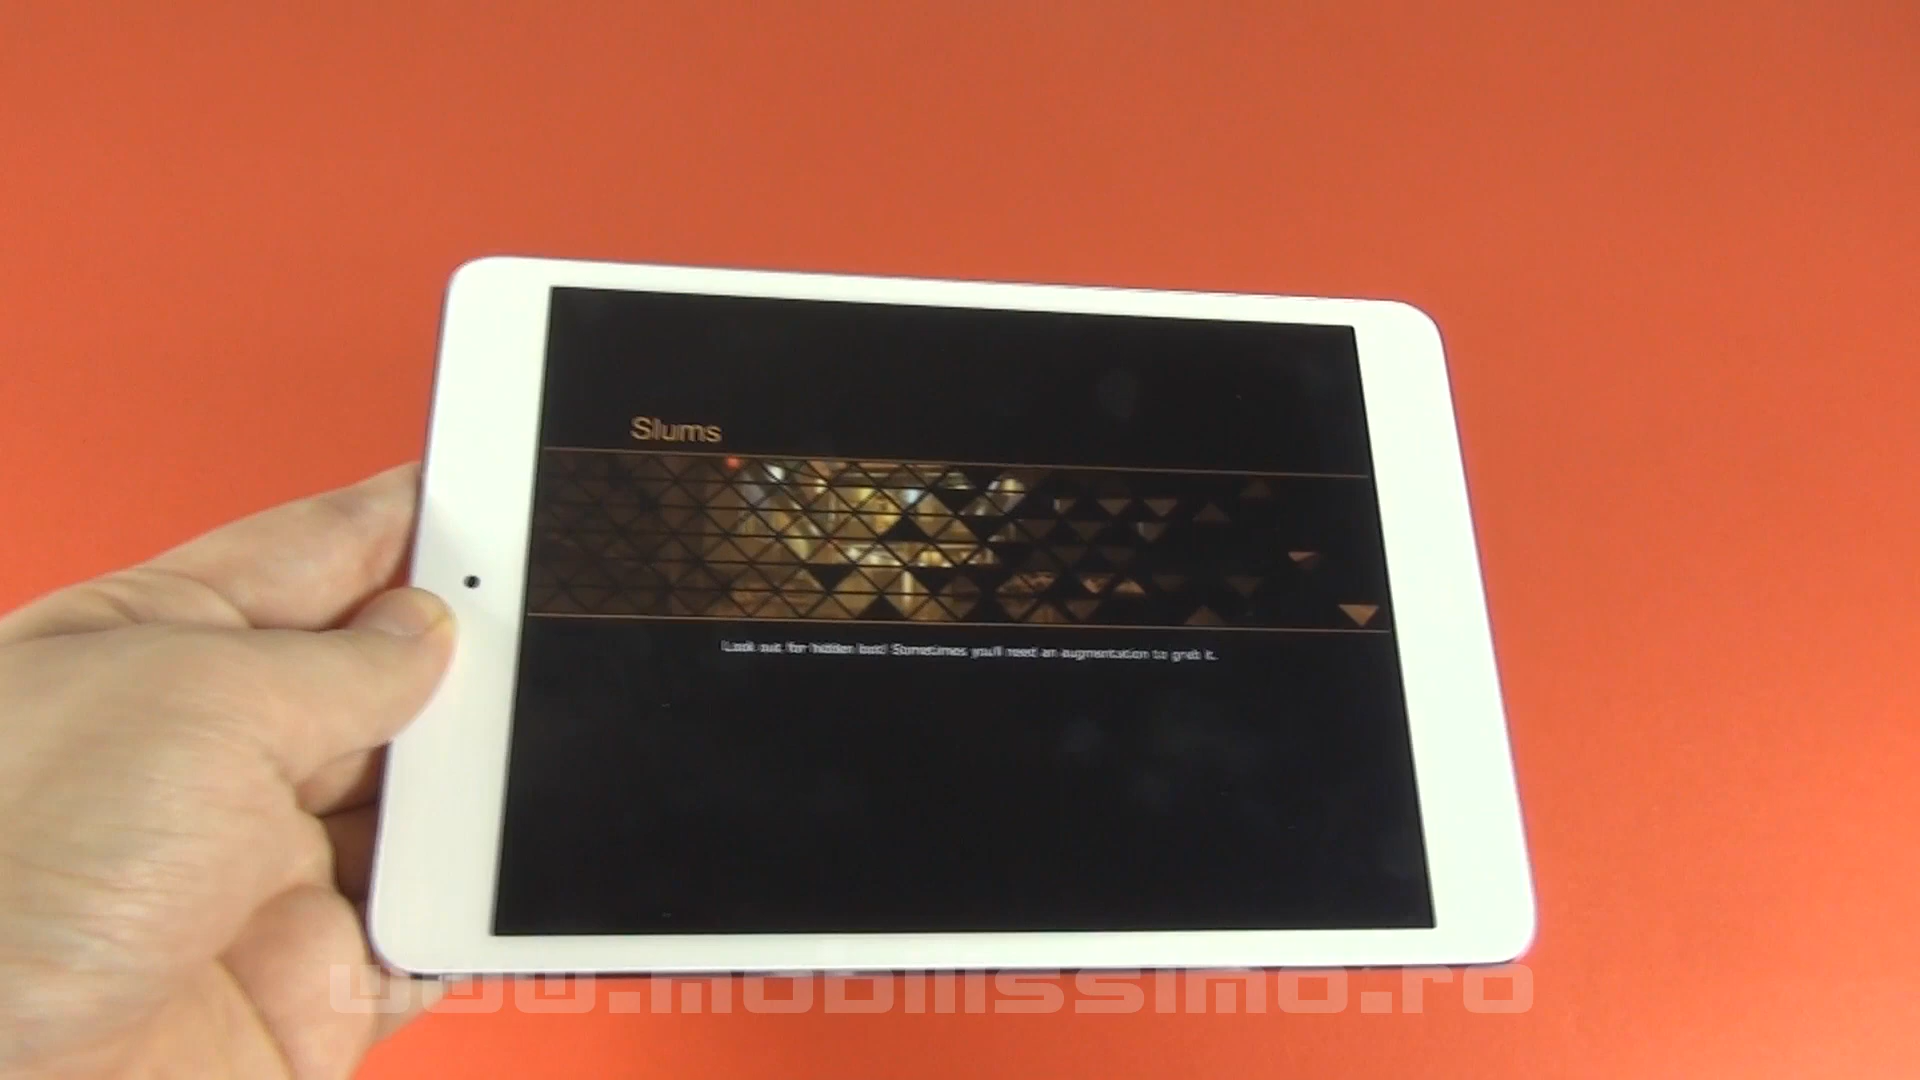 Slums
Look out for hidden loot! Sometimes you'll need an augmentation to grab it.
www.mobilissimo.ro